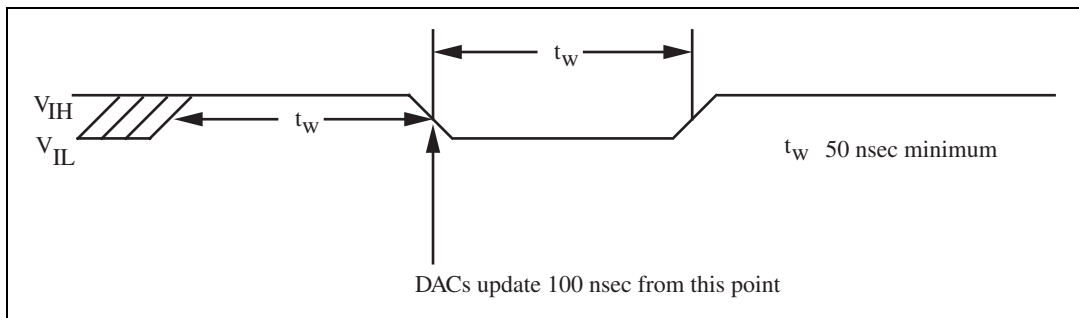 t_w
V_IH
t_w
V_IL
t_w 50 nsec minimum
DACs update 100 nsec from this point